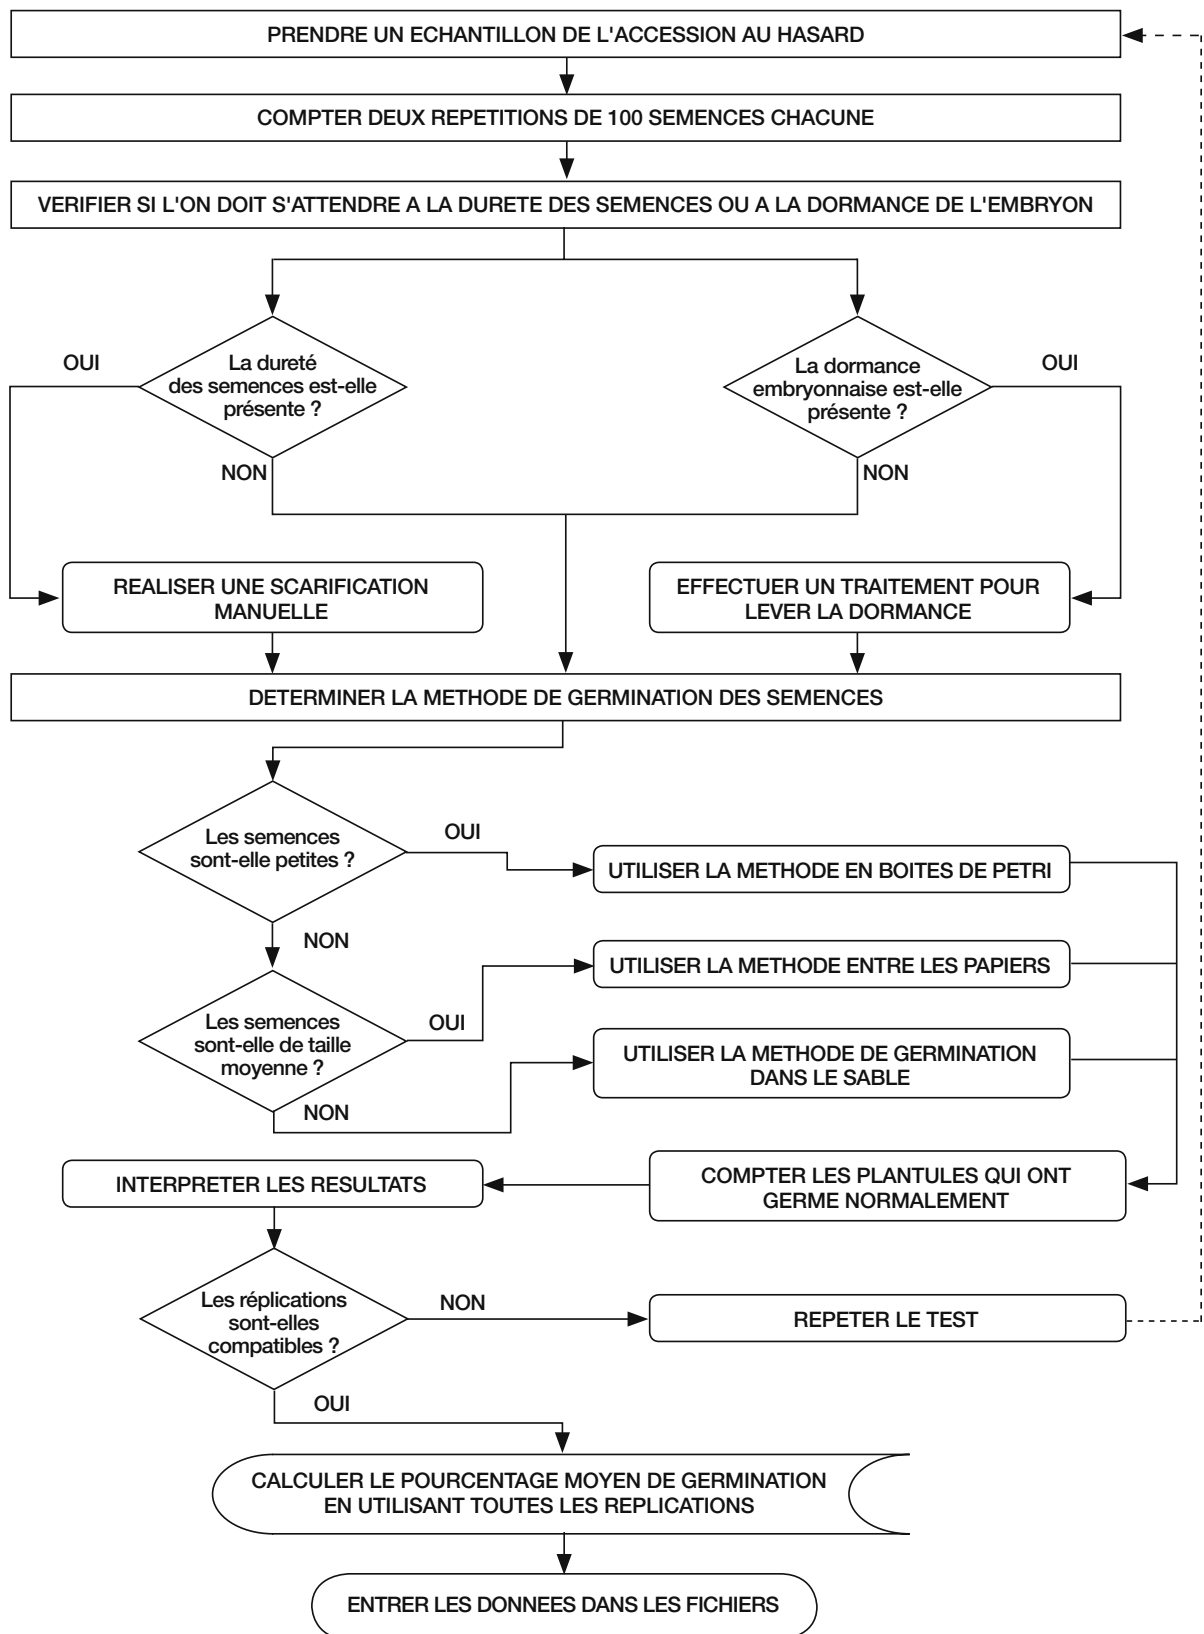 PRENDRE UN ECHANTILLON DE L'ACCESSION AU HASARD
COMPTER DEUX REPETITIONS DE 100 SEMENCES CHACUNE
VERIFIER SI L'ON DOIT S'ATTENDRE A LA DURETE DES SEMENCES OU A LA DORMANCE DE L'EMBRYON
OUI
La dureté
des semences est-elle
présente ?
NON
La dormance
embryonnaise est-elle
présente ?
OUI
NON
REALISER UNE SCARIFICATION
MANUELLE
EFFECTUER UN TRAITEMENT POUR
LEVER LA DORMANCE
DETERMINER LA METHODE DE GERMINATION DES SEMENCES
Les semences
sont-elle petites ?
OUI
UTILISER LA METHODE EN BOITES DE PETRI
NON
Les semences
sont-elle de taille
moyenne ?
OUI
UTILISER LA METHODE ENTRE LES PAPIERS
NON
UTILISER LA METHODE DE GERMINATION
DANS LE SABLE
COMPTER LES PLANTULES QUI ONT
GERME NORMALEMENT
INTERPRETER LES RESULTATS
Les réplications
sont-elles
compatibles ?
NON
REPETER LE TEST
OUI
CALCULER LE POURCENTAGE MOYEN DE GERMINATION
EN UTILISANT TOUTES LES REPLICATIONS
ENTRER LES DONNEES DANS LES FICHIERS